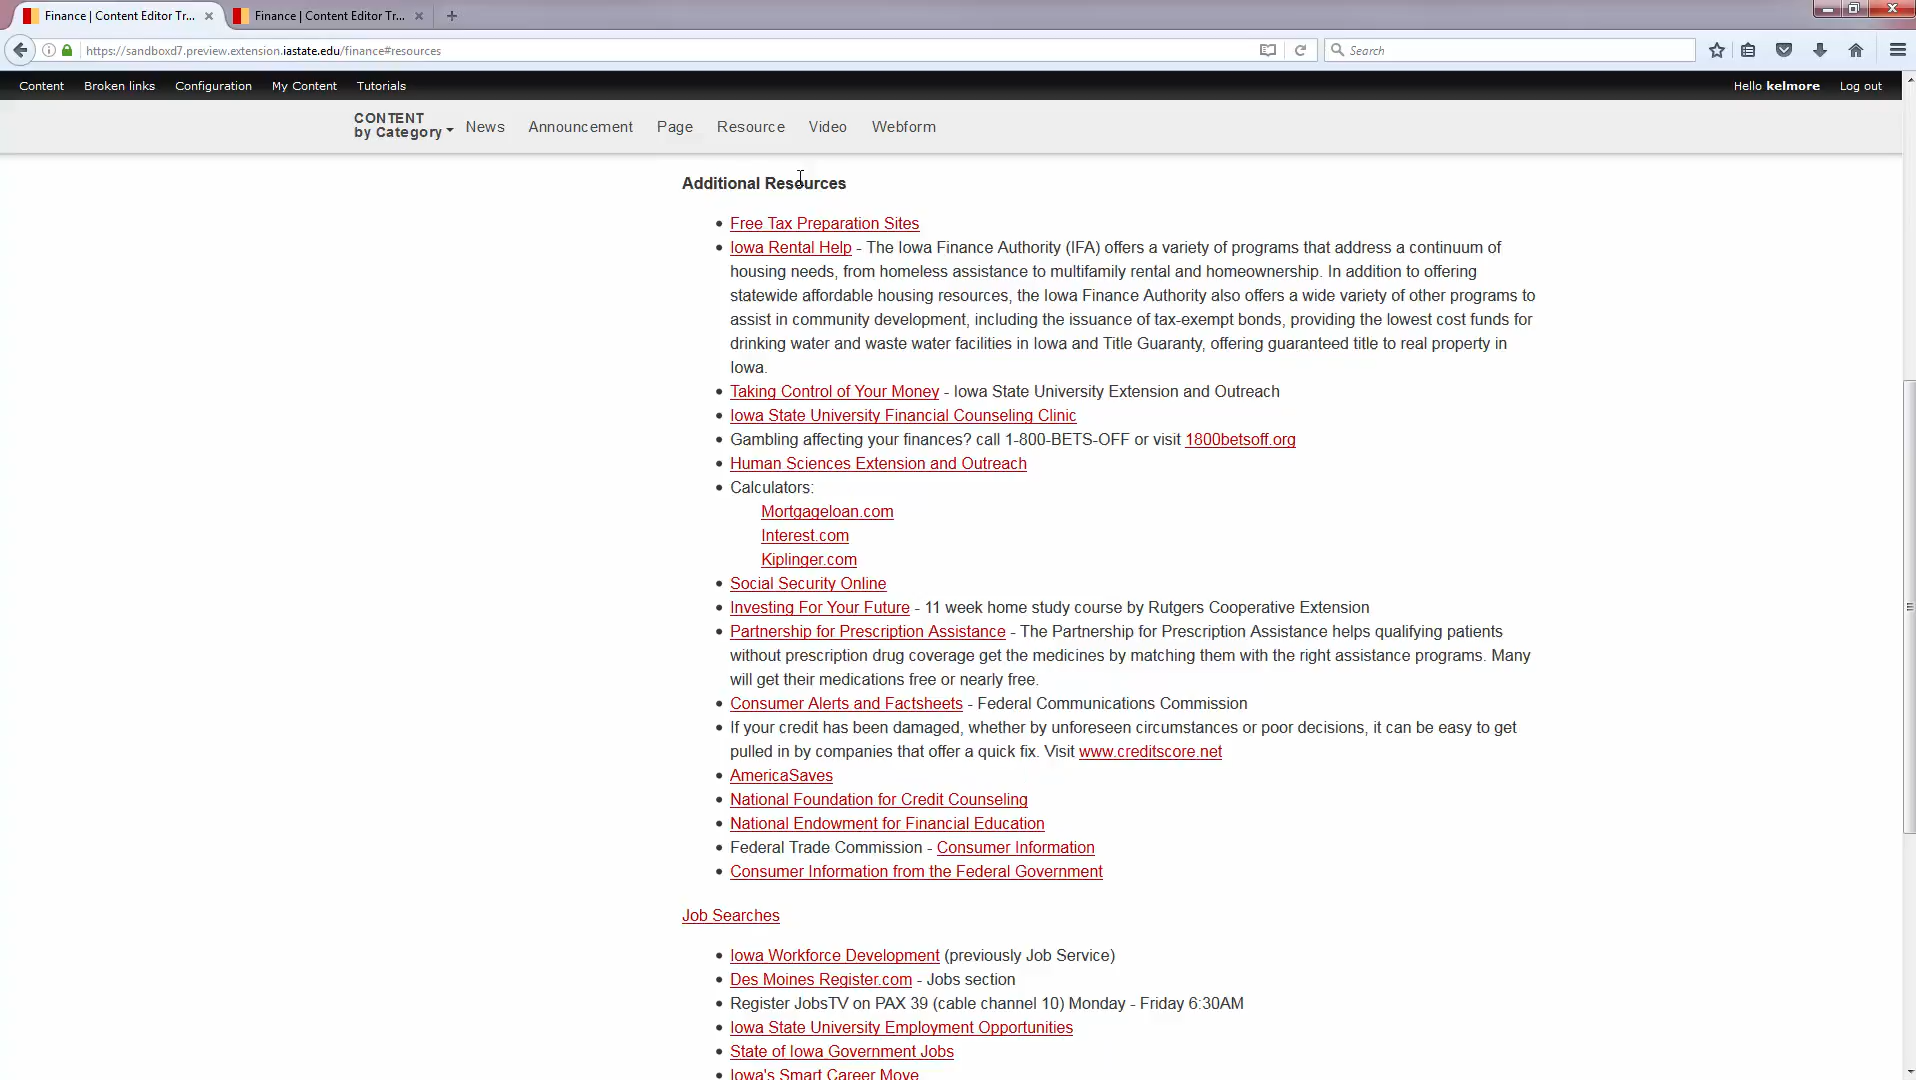 Finance | Content Editor Tr...
Finance | Content Editor Tr...
https://sandboxd7.preview.extension.iastate.edu/finance#resources
Search
Content Broken links Configuration My Content Tutorials
Hello kelmore Log out
CONTENT
by Category
News Announcement Page Resource Video Webform
Additional Resources
Free Tax Preparation Sites
Iowa Rental Help - The Iowa Finance Authority (IFA) offers a variety of programs that address a continuum of
housing needs, from homeless assistance to multifamily rental and homeownership. In addition to offering
statewide affordable housing resources, the Iowa Finance Authority also offers a wide variety of other programs to
assist in community development, including the issuance of tax-exempt bonds, providing the lowest cost funds for
drinking water and waste water facilities in Iowa and Title Guaranty, offering guaranteed title to real property in
Iowa.
Taking Control of Your Money - Iowa State University Extension and Outreach
Iowa State University Financial Counseling Clinic
Gambling affecting your finances? call 1-800-BETS-OFF or visit 1800betsoff.org
Human Sciences Extension and Outreach
Calculators:
Mortgageloan.com
Interest.com
Kiplinger.com
Social Security Online
Investing For Your Future - 11 week home study course by Rutgers Cooperative Extension
Partnership for Prescription Assistance - The Partnership for Prescription Assistance helps qualifying patients
without prescription drug coverage get the medicines by matching them with the right assistance programs. Many
will get their medications free or nearly free.
Consumer Alerts and Factsheets - Federal Communications Commission
If your credit has been damaged, whether by unforeseen circumstances or poor decisions, it can be easy to get
pulled in by companies that offer a quick fix. Visit www.creditscore.net
AmericaSaves
National Foundation for Credit Counseling
National Endowment for Financial Education
Federal Trade Commission - Consumer Information
Consumer Information from the Federal Government
Job Searches
Iowa Workforce Development (previously Job Service)
Des Moines Register.com - Jobs section
Register JobsTV on PAX 39 (cable channel 10) Monday - Friday 6:30AM
Iowa State University Employment Opportunities
State of Iowa Government Jobs
Iowa's Smart Career Move